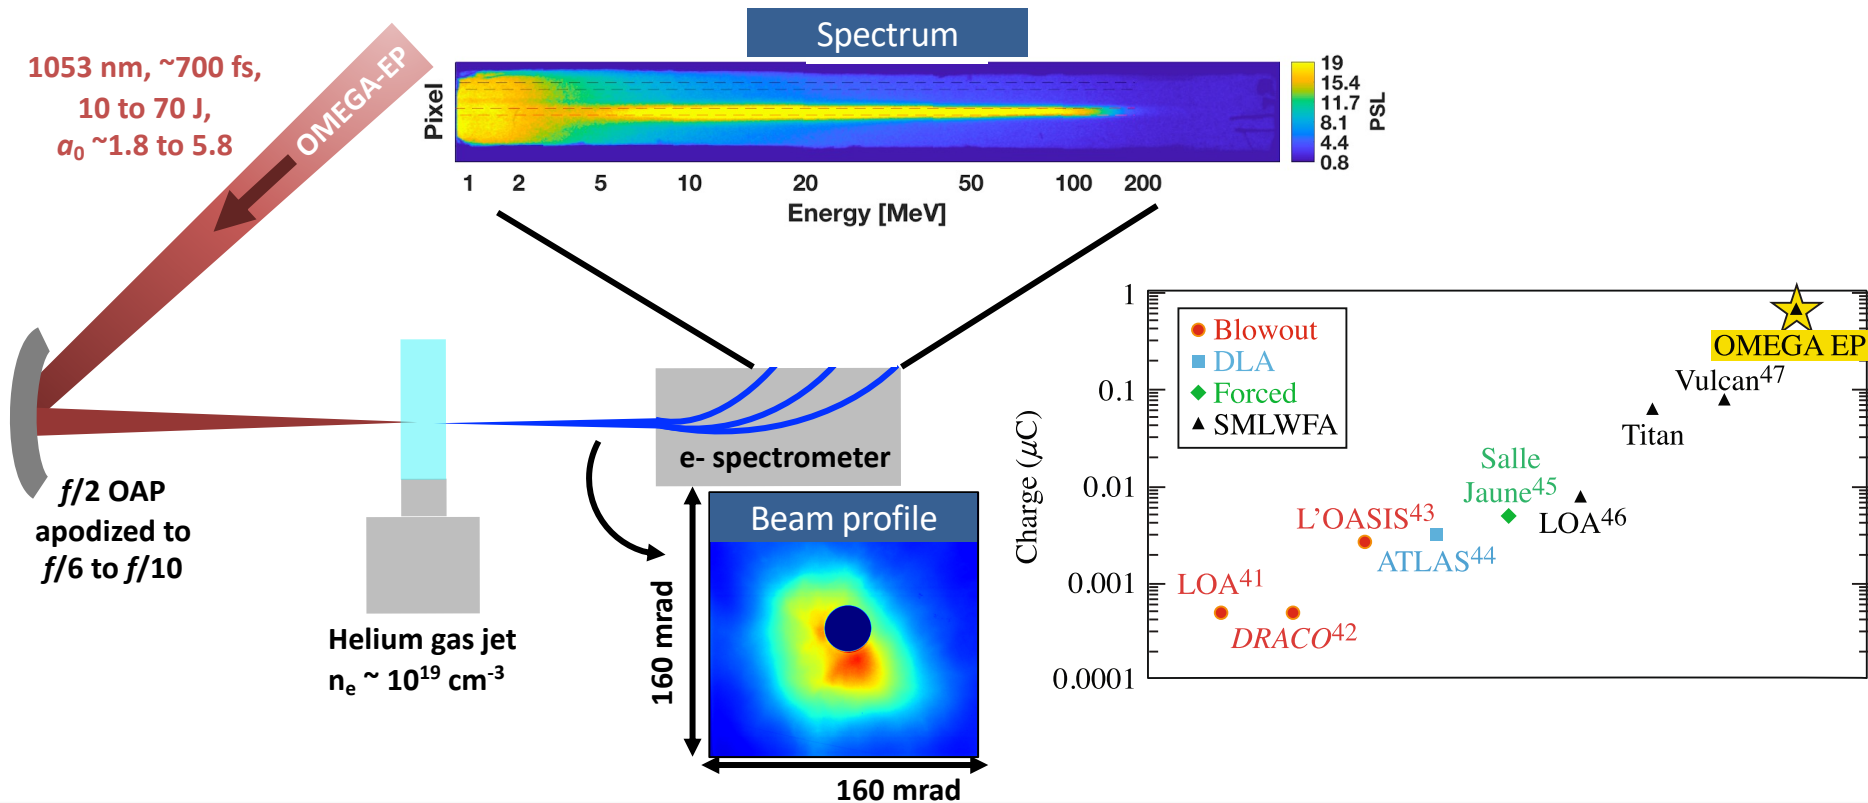 1053 nm, ~700 fs,
10 to 70 J,
a₀ ~1.8 to 5.8
OMEGA-EP
Spectrum
Pixel
19
15.4
11.7
8.1
4.4
0.8
PSL
1 2 5 10 20 50 100 200
Energy [MeV]
f/2 OAP
apodized to
f/6 to f/10
Helium gas jet
nₑ ~ 10¹⁹ cm⁻³
e- spectrometer
Beam profile
160 mrad
160 mrad
Charge (μC)
1
0.1
0.01
0.001
0.0001
Blowout
DLA
Forced
SMLWFA
LOA⁴¹
DRACO⁴²
L'OASIS⁴³
ATLAS⁴⁴
Salle
Jaune⁴⁵
LOA⁴⁶
Titan
Vulcan⁴⁷
OMEGA EP